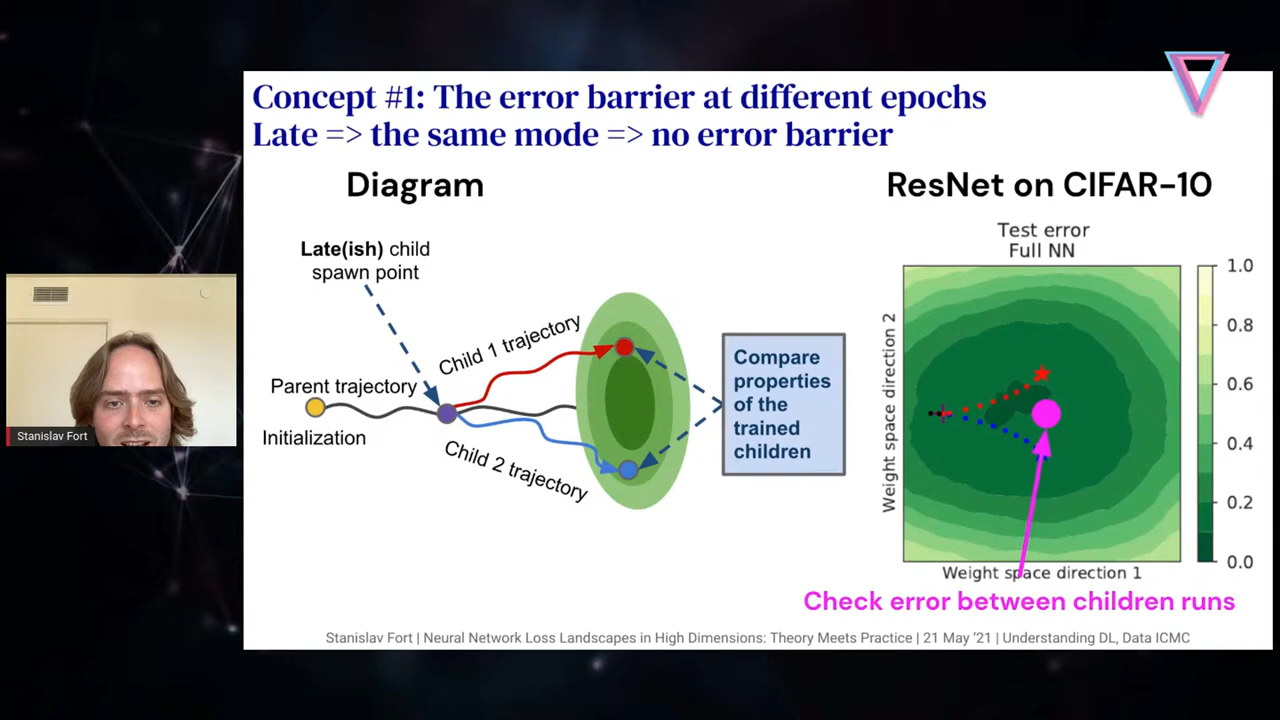 Concept #1: The error barrier at different epochs
Late => the same mode => no error barrier
Diagram
ResNet on CIFAR-10
Late(ish) child
spawn point
Parent trajectory
Initialization
Child 1 trajectory
Child 2 trajectory
Compare
properties
of the
trained
children
Test error
Full NN
Weight space direction 2
1.0
0.8
0.6
0.4
0.2
0.0
Weight space direction 1
Check error between children runs
Stanislav Fort | Neural Network Loss Landscapes in High Dimensions: Theory Meets Practice | 21 May '21 | Understanding DL, Data ICMC
Stanislav Fort